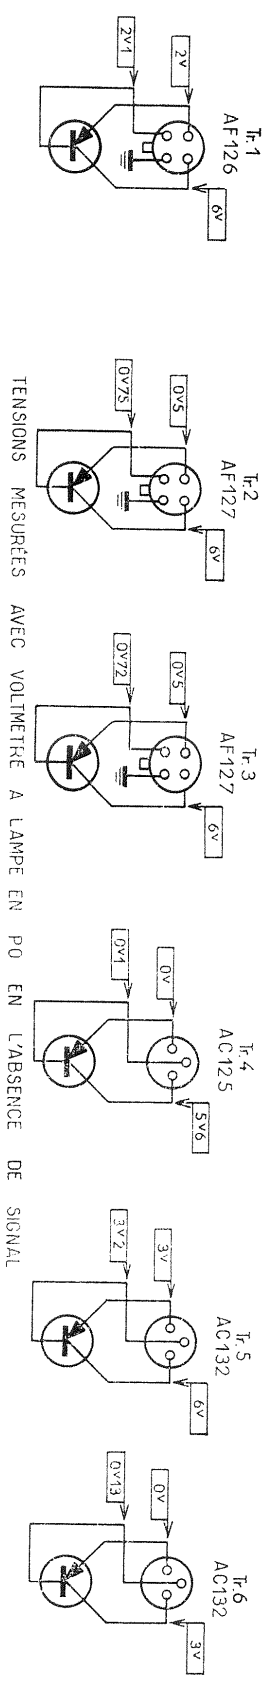 Tr.1
AF126
2V
2V1
6V
Tr.2
AF127
0V5
0V75
6V
Tr.3
AF127
0V5
0V72
6V
Tr.4
AC125
0V
0V1
5V6
Tr.5
AC132
3V
3V2
6V
Tr.6
AC132
0V
0V13
3V
TENSIONS MESURÉES AVEC VOLTMETRE A LAMPE EN PO EN L'ABSENCE DE SIGNAL